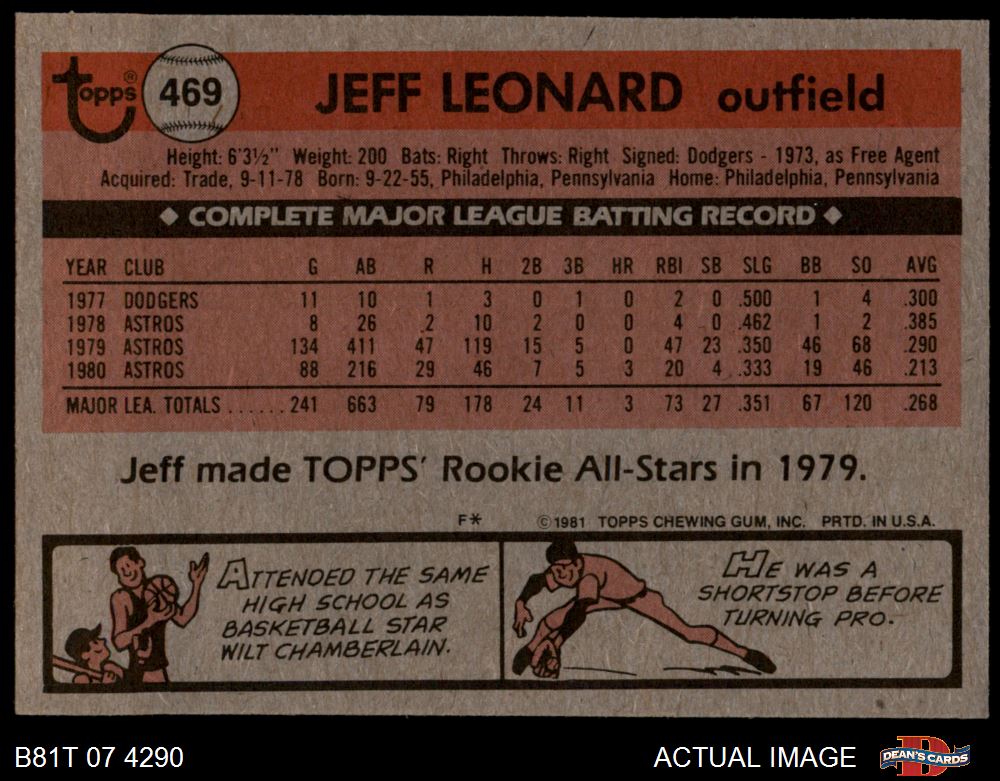 topps® 469 JEFF LEONARD outfield
Height: 6'3½" Weight: 200 Bats: Right Throws: Right Signed: Dodgers - 1973, as Free Agent
Acquired: Trade, 9-11-78 Born: 9-22-55, Philadelphia, Pennsylvania Home: Philadelphia, Pennsylvania
◆ COMPLETE MAJOR LEAGUE BATTING RECORD ◆
YEAR CLUB G AB R H 2B 3B HR RBI SB SLG BB SO AVG
1977 DODGERS 11 10 1 3 0 1 0 2 0 .500 1 4 .300
1978 ASTROS 8 26 2 10 2 0 0 4 0 .462 1 2 .385
1979 ASTROS 134 411 47 119 15 5 0 47 23 .350 46 68 .290
1980 ASTROS 88 216 29 46 7 5 3 20 4 .333 19 46 .213
MAJOR LEA. TOTALS ...... 241 663 79 178 24 11 3 73 27 .351 67 120 .268
Jeff made TOPPS' Rookie All-Stars in 1979.
F* ©1981 TOPPS CHEWING GUM, INC. PRTD. IN U.S.A.
ATTENDED THE SAME
HIGH SCHOOL AS
BASKETBALL STAR
WILT CHAMBERLAIN.
HE WAS A
SHORTSTOP BEFORE
TURNING PRO.
B81T 07 4290 ACTUAL IMAGE DEAN'S CARDS